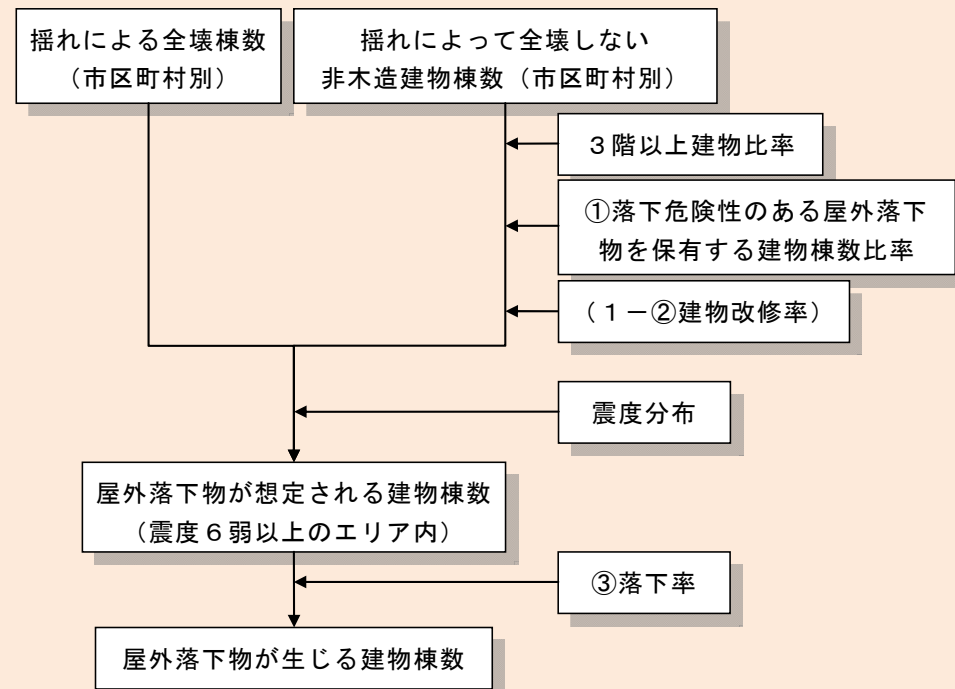 揺れによる全壊棟数
（市区町村別）
揺れによって全壊しない
非木造建物棟数（市区町村別）
３階以上建物比率
①落下危険性のある屋外落下
物を保有する建物棟数比率
（１－②建物改修率）
震度分布
屋外落下物が想定される建物棟数
（震度６弱以上のエリア内）
③落下率
屋外落下物が生じる建物棟数